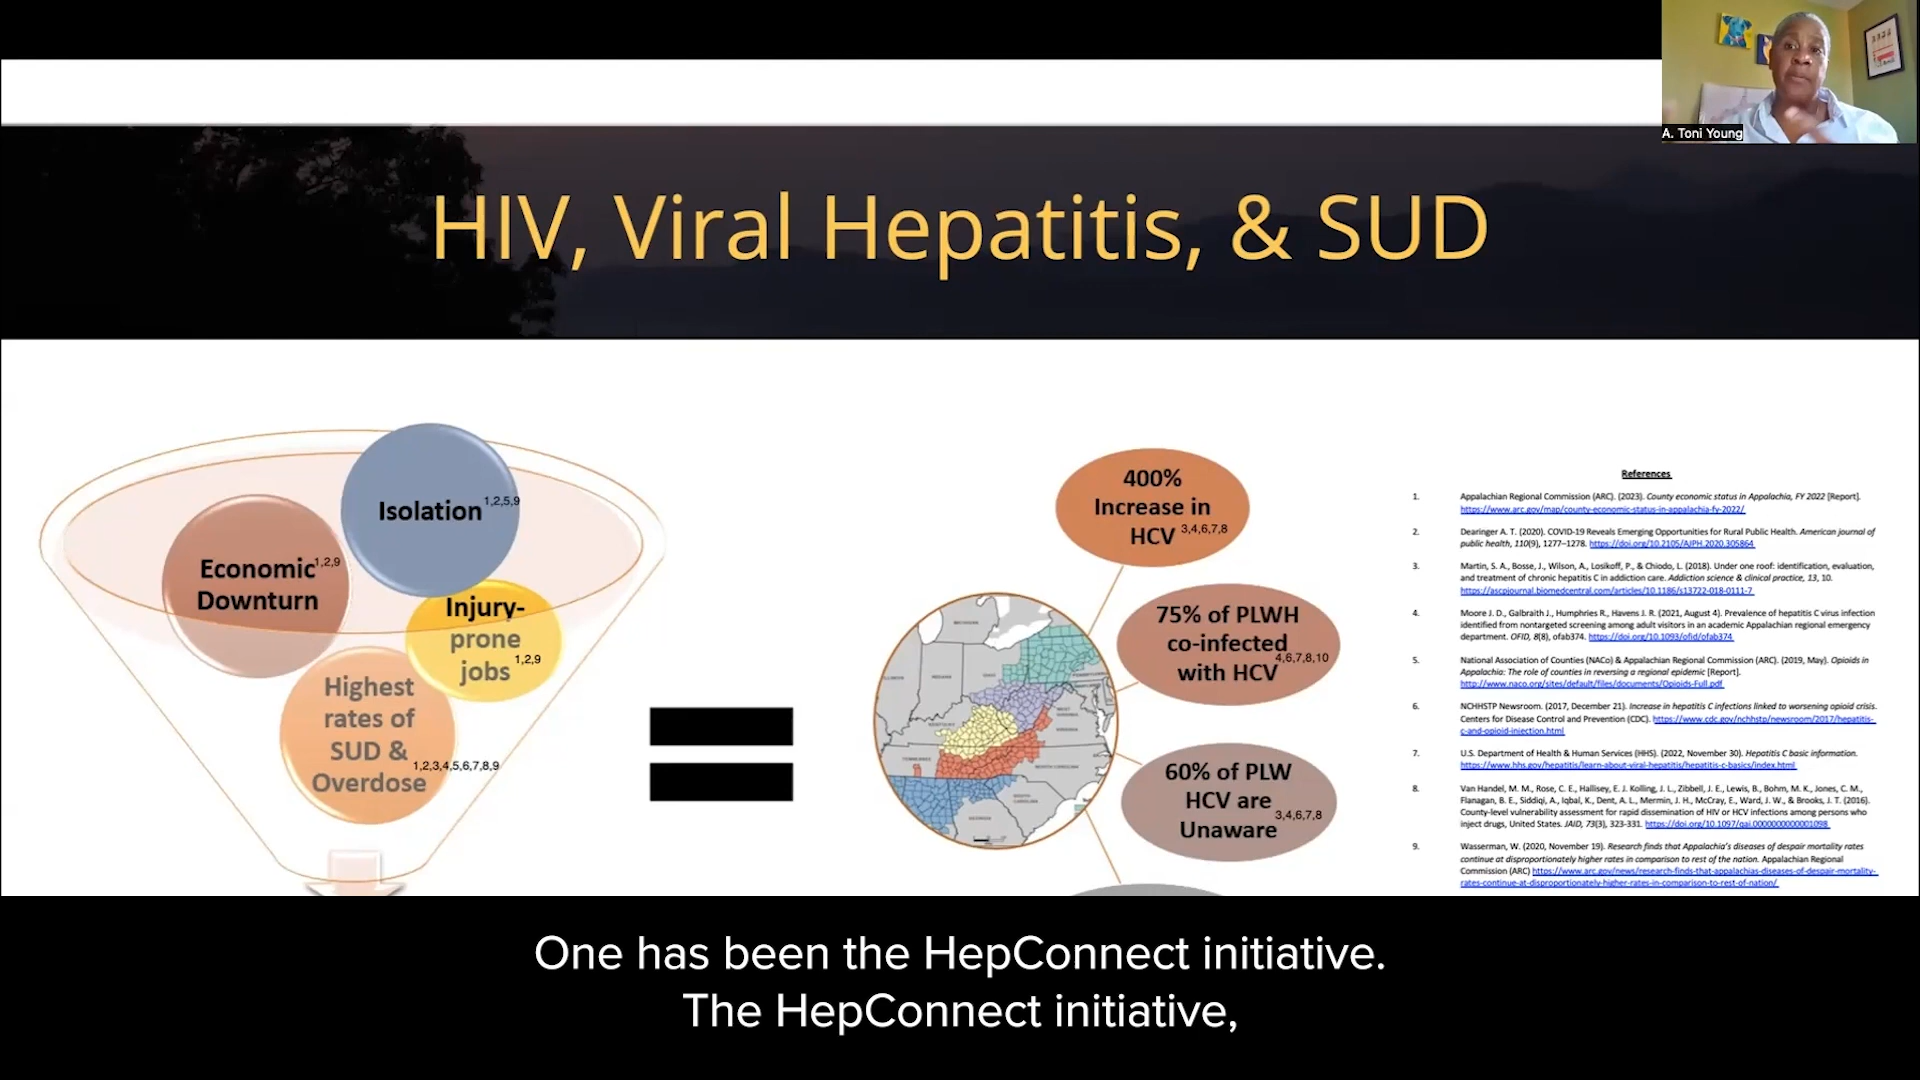 A. Toni Young
HIV, Viral Hepatitis, & SUD
Isolation 1,2,5,9
Economic 1,2,9
Downturn
Injury-
prone
jobs 1,2,9
Highest
rates of
SUD &
Overdose 1,2,3,4,5,6,7,8,9
400%
Increase in
HCV 3,4,6,7,8
75% of PLWH
co-infected
with HCV 4,6,7,8,10
60% of PLW
HCV are
Unaware 3,4,6,7,8
References
1. Appalachian Regional Commission (ARC). (2023). County economic status in Appalachia, FY 2022 [Report].
https://www.arc.gov/map/county-economic-status-in-appalachia-fy-2022/
2. Dearinger A. T. (2020). COVID-19 Reveals Emerging Opportunities for Rural Public Health. American journal of
public health, 110(9), 1277–1278. https://doi.org/10.2105/AJPH.2020.305864
3. Martin, S. A., Bosse, J., Wilson, A., Losikoff, P., & Chiodo, L. (2018). Under one roof: identification, evaluation,
and treatment of chronic hepatitis C in addiction care. Addiction science & clinical practice, 13, 10.
https://ascpjournal.biomedcentral.com/articles/10.1186/s13722-018-0111-7
4. Moore J. D., Galbraith J., Humphries R., Havens J. R. (2021, August 4). Prevalence of hepatitis C virus infection
identified from nontargeted screening among adult visitors in an academic Appalachian regional emergency
department. OFID, 8(8), ofab374. https://doi.org/10.1093/ofid/ofab374
5. National Association of Counties (NACo) & Appalachian Regional Commission (ARC). (2019, May). Opioids in
Appalachia: The role of counties in reversing a regional epidemic [Report].
http://www.naco.org/sites/default/files/documents/Opioids-Full.pdf
6. NCHHSTP Newsroom. (2017, December 21). Increase in hepatitis C infections linked to worsening opioid crisis.
Centers for Disease Control and Prevention (CDC). https://www.cdc.gov/nchhstp/newsroom/2017/hepatitis-
c-and-opioid-injection.html
7. U.S. Department of Health & Human Services (HHS). (2022, November 30). Hepatitis C basic information.
https://www.hhs.gov/hepatitis/learn-about-viral-hepatitis/hepatitis-c-basics/index.html
8. Van Handel, M. M., Rose, C. E., Hallisey, E. J. Kolling, J. L., Zibbell, J. E., Lewis, B., Bohm, M. K., Jones, C. M.,
Flanagan, B. E., Siddiqi, A., Iqbal, K., Dent, A. L., Mermin, J. H., McCray, E., Ward, J. W., & Brooks, J. T. (2016).
County-level vulnerability assessment for rapid dissemination of HIV or HCV infections among persons who
inject drugs, United States. JAID, 73(3), 323-331. https://doi.org/10.1097/qai.0000000000001098
9. Wasserman, W. (2020, November 19). Research finds that Appalachia's diseases of despair mortality rates
continue at disproportionately higher rates in comparison to rest of the nation. Appalachian Regional
Commission (ARC) https://www.arc.gov/news/research-finds-that-appalachias-diseases-of-despair-mortality-
rates-continue-at-disproportionately-higher-rates-in-comparison-to-rest-of-nation/
One has been the HepConnect initiative.
The HepConnect initiative,